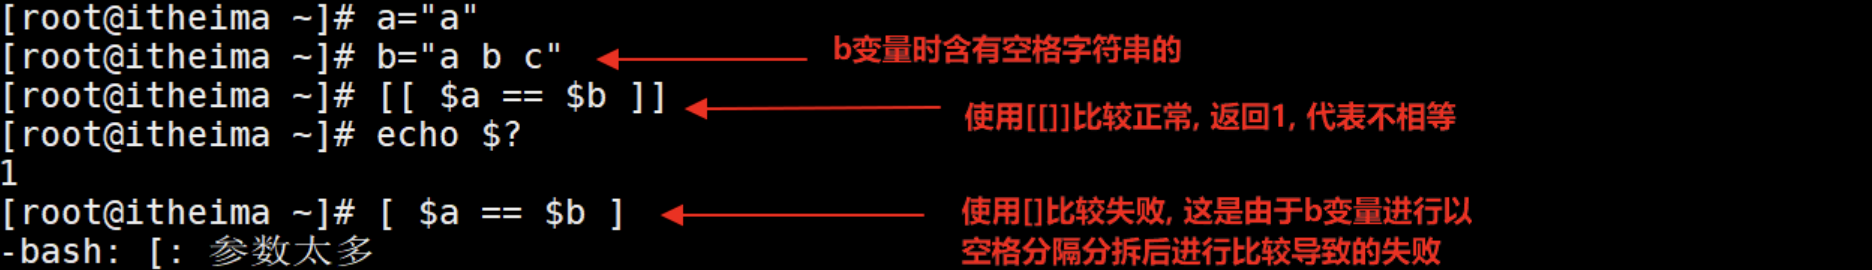 [root@itheima ~]# a="a"
[root@itheima ~]# b="a b c"
b变量时含有空格字符串的
[root@itheima ~]# [[ $a == $b ]]
使用[[]]比较正常, 返回1, 代表不相等
[root@itheima ~]# echo $?
1
[root@itheima ~]# [ $a == $b ]
使用[]比较失败, 这是由于b变量进行以
空格分隔分拆后进行比较导致的失败
-bash: [: 参数太多